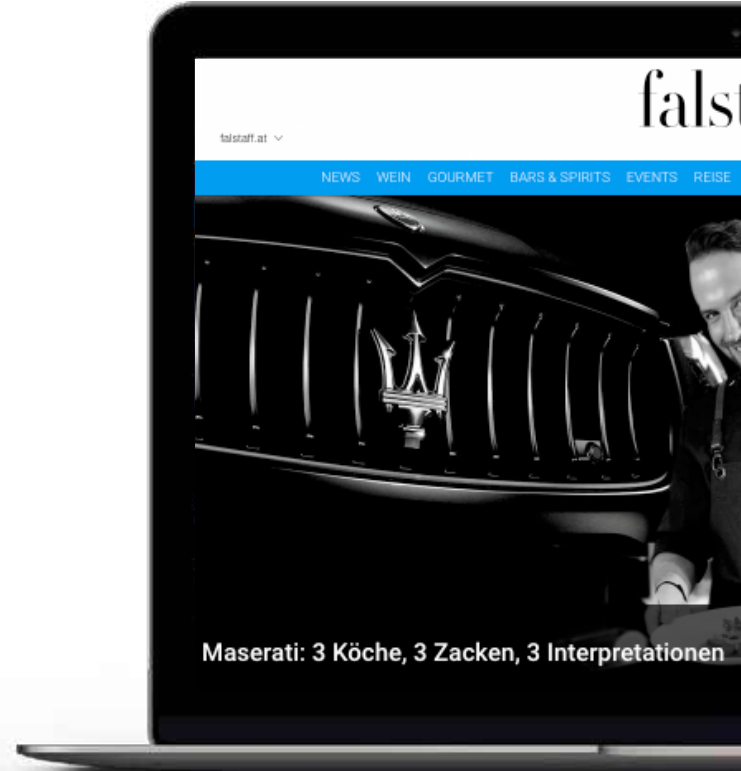 falst
falstaff.at
NEWS WEIN GOURMET BARS & SPIRITS EVENTS REISE
Maserati: 3 Köche, 3 Zacken, 3 Interpretationen